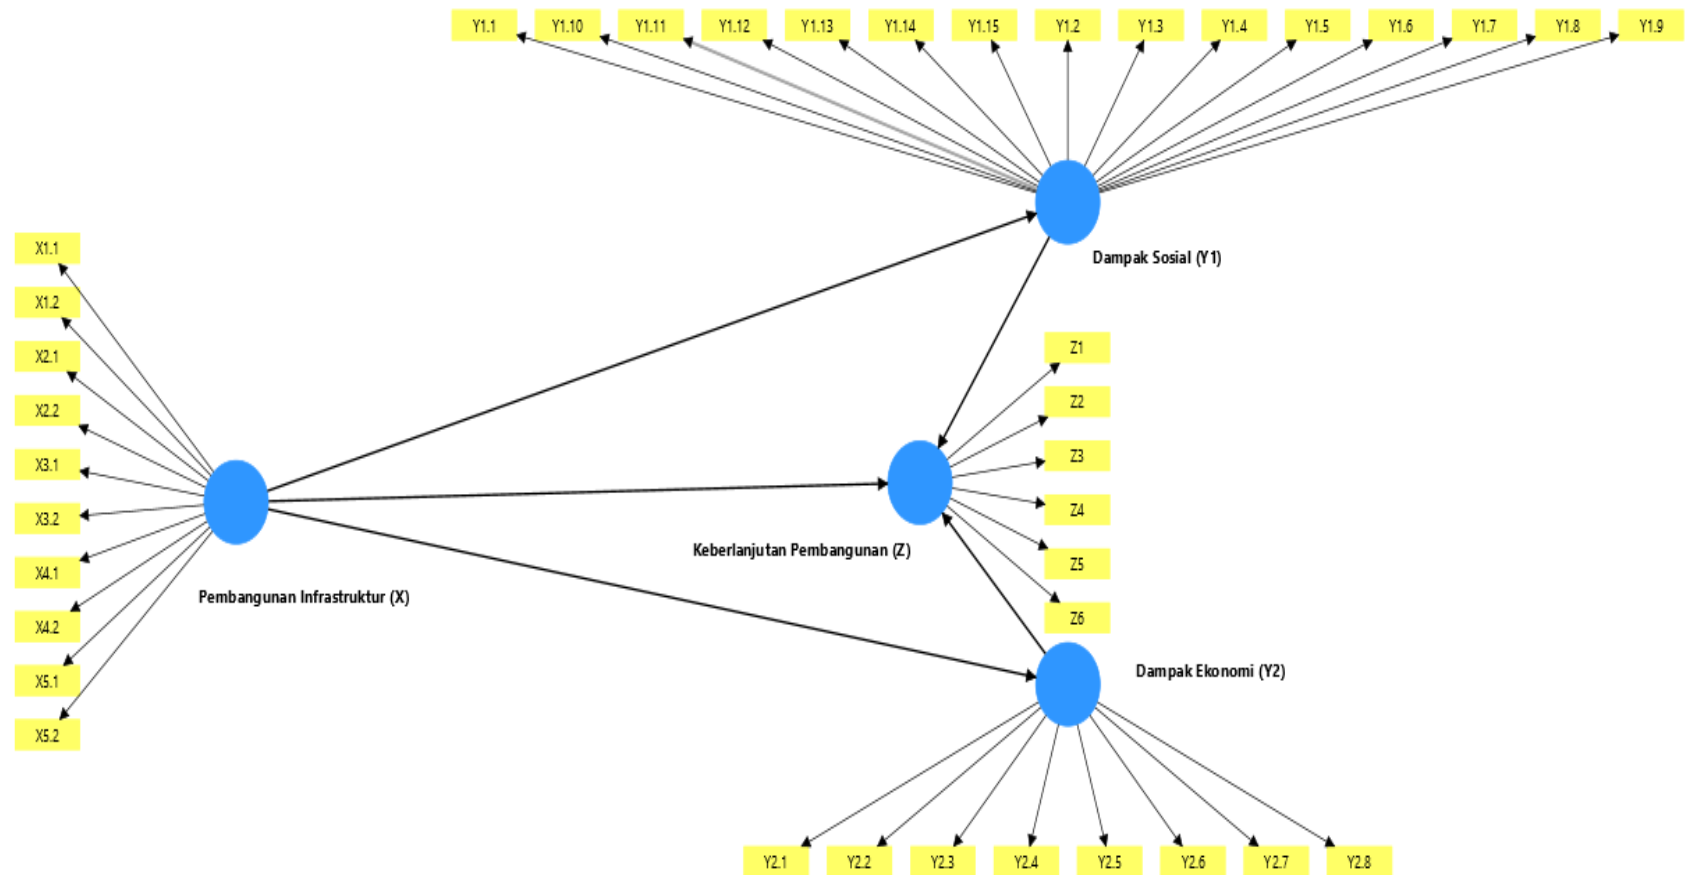 Y1.1 Y1.10 Y1.11 Y1.12 Y1.13 Y1.14 Y1.15 Y1.2 Y1.3 Y1.4 Y1.5 Y1.6 Y1.7 Y1.8 Y1.9
Dampak Sosial (Y1)
X1.1
X1.2
X2.1
X2.2
X3.1
X3.2
X4.1
X4.2
X5.1
X5.2
Pembangunan Infrastruktur (X)
Z1
Z2
Z3
Z4
Z5
Z6
Keberlanjutan Pembangunan (Z)
Dampak Ekonomi (Y2)
Y2.1 Y2.2 Y2.3 Y2.4 Y2.5 Y2.6 Y2.7 Y2.8